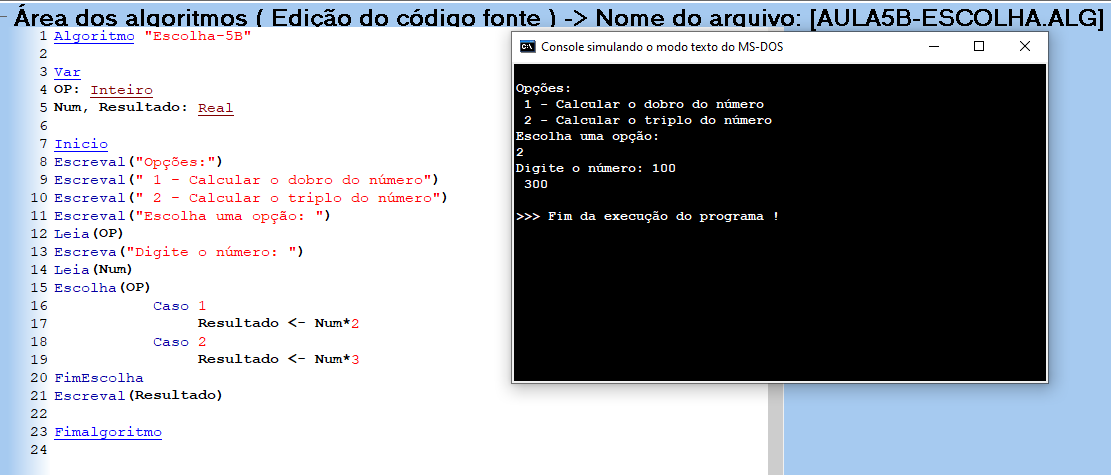 Área dos algoritmos ( Edição do código fonte ) -> Nome do arquivo: [AULA5B-ESCOLHA.ALG]
1 Algoritmo "Escolha-5B"
2
3 Var
4 OP: Inteiro
5 Num, Resultado: Real
6
7 Inicio
8 Escreval("Opções:")
9 Escreval(" 1 - Calcular o dobro do número")
10 Escreval(" 2 - Calcular o triplo do número")
11 Escreval("Escolha uma opção: ")
12 Leia(OP)
13 Escreva("Digite o número: ")
14 Leia(Num)
15 Escolha(OP)
16 Caso 1
17 Resultado <- Num*2
18 Caso 2
19 Resultado <- Num*3
20 FimEscolha
21 Escreval(Resultado)
22
23 Fimalgoritmo
24
Console simulando o modo texto do MS-DOS
Opções:
1 - Calcular o dobro do número
2 - Calcular o triplo do número
Escolha uma opção:
2
Digite o número: 100
300
>>> Fim da execução do programa !